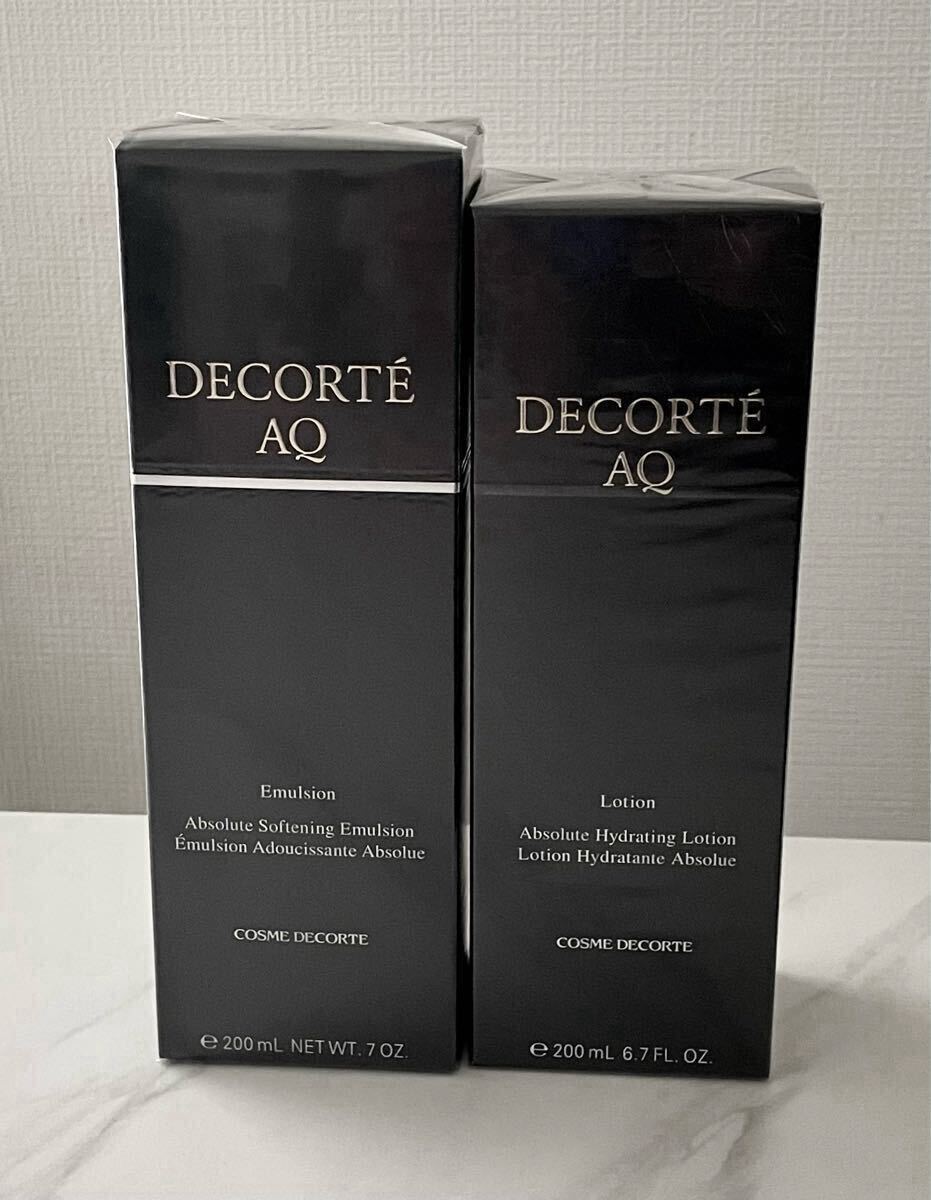 DECORTÉ
AQ
Emulsion
Absolute Softening Emulsion
Émulsion Adoucissante Absolue
COSME DECORTE
℮ 200 mL NET WT. 7 OZ.
DECORTÉ
AQ
Lotion
Absolute Hydrating Lotion
Lotion Hydratante Absolue
COSME DECORTE
℮ 200 mL 6.7 FL. OZ.